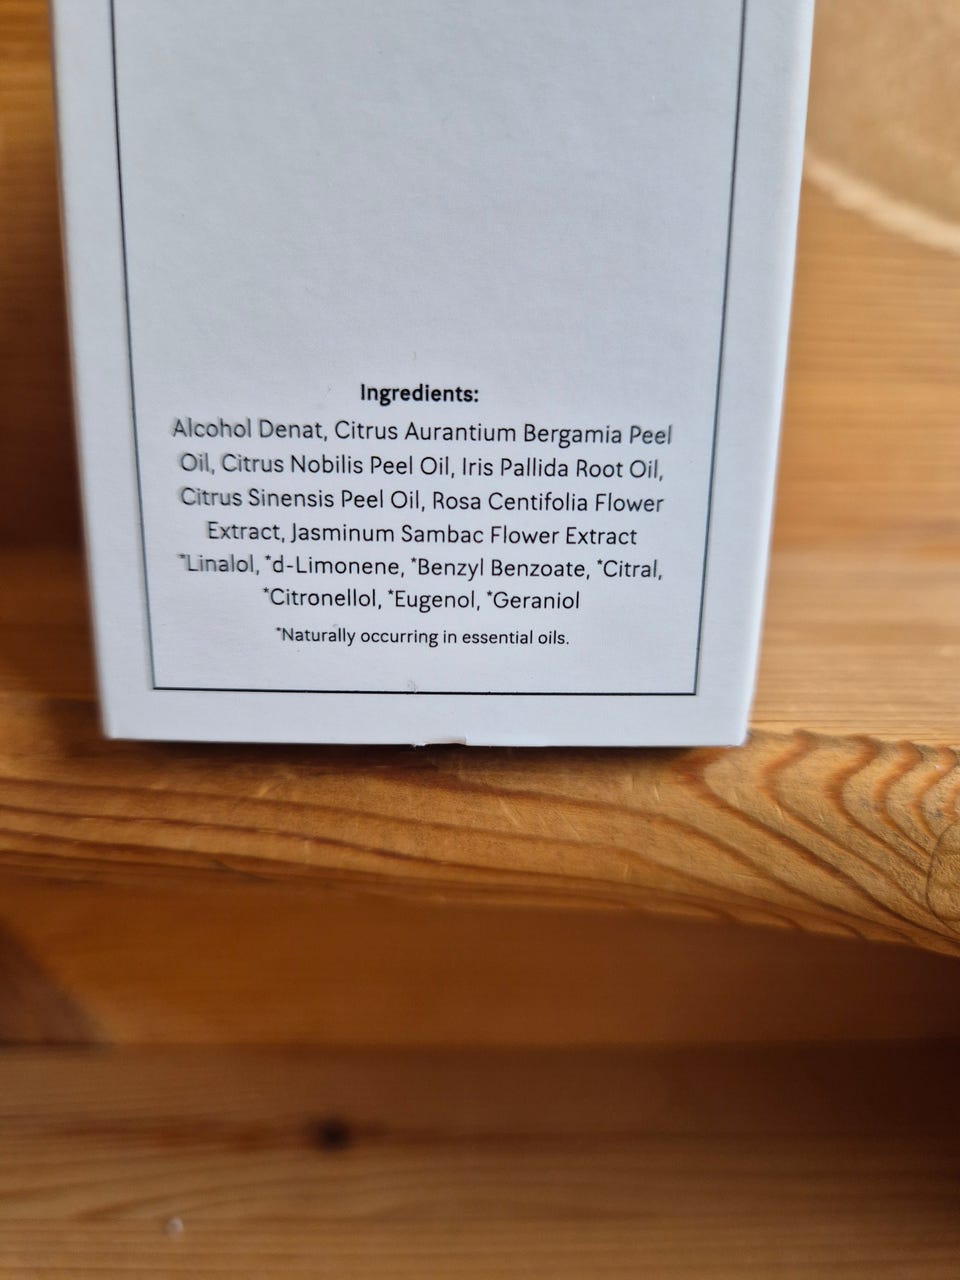 Ingredients:
Alcohol Denat, Citrus Aurantium Bergamia Peel
Oil, Citrus Nobilis Peel Oil, Iris Pallida Root Oil,
Citrus Sinensis Peel Oil, Rosa Centifolia Flower
Extract, Jasminum Sambac Flower Extract
*Linalol, *d-Limonene, *Benzyl Benzoate, *Citral,
*Citronellol, *Eugenol, *Geraniol
*Naturally occurring in essential oils.